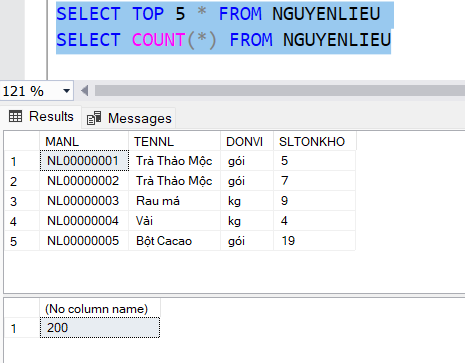 SELECT TOP 5 * FROM NGUYENLIEU
SELECT COUNT(*) FROM NGUYENLIEU
121 %
Results Messages
MANL TENNL DONVI SLTONKHO
1 NL00000001 Trà Thảo Mộc gói 5
2 NL00000002 Trà Thảo Mộc gói 7
3 NL00000003 Rau má kg 9
4 NL00000004 Vải kg 4
5 NL00000005 Bột Cacao gói 19
(No column name)
1 200